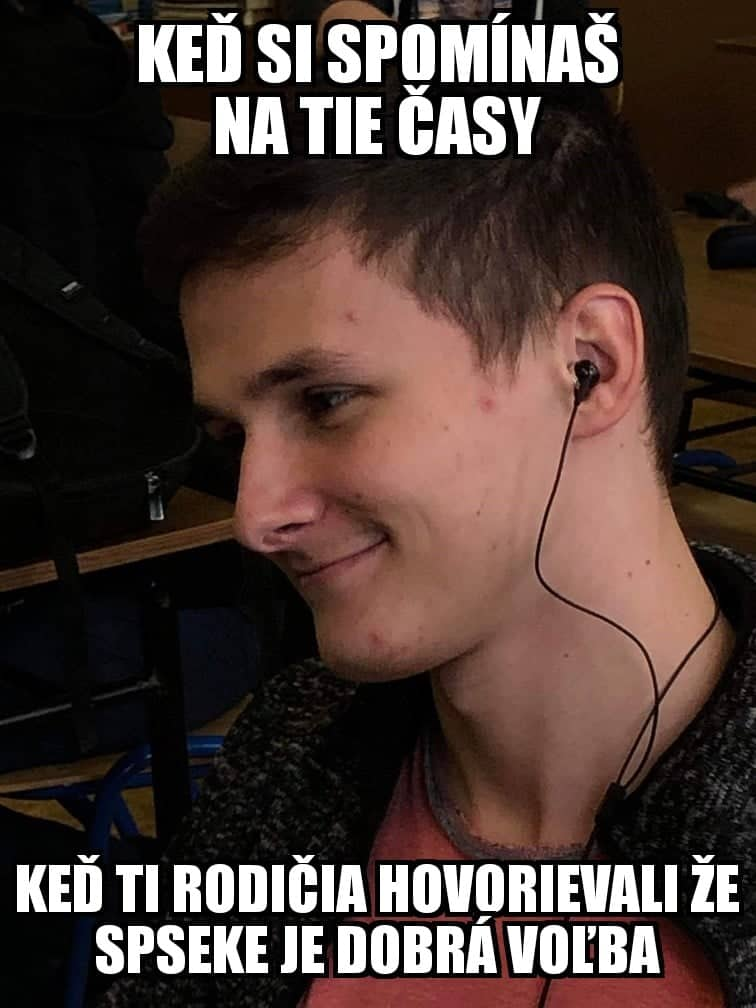 KEĎ SI SPOMÍNAŠ
NA TIE ČASY
KEĎ TI RODIČIA HOVORIEVALI ŽE
SPSEKE JE DOBRÁ VOĽBA